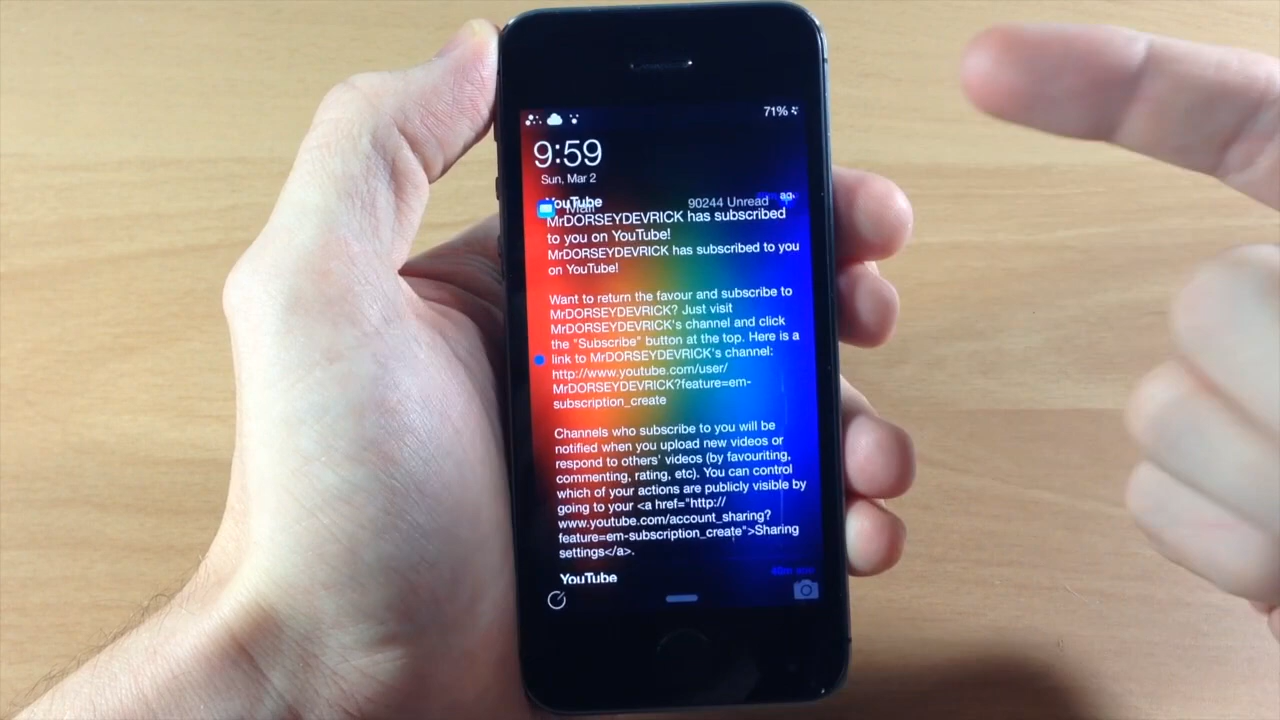 71%
9:59
Sun, Mar 2
YouTube
90244 Unread
MrDORSEYDEVRICK has subscribed
to you on YouTube!
MrDORSEYDEVRICK has subscribed to you
on YouTube!
Want to return the favour and subscribe to
MrDORSEYDEVRICK? Just visit
MrDORSEYDEVRICK's channel and click
the "Subscribe" button at the top. Here is a
link to MrDORSEYDEVRICK's channel:
http://www.youtube.com/user/
MrDORSEYDEVRICK?feature=em-
subscription_create
Channels who subscribe to you will be
notified when you upload new videos or
respond to others' videos (by favouriting,
commenting, rating, etc). You can control
which of your actions are publicly visible by
going to your <a href="http://
www.youtube.com/account_sharing?
feature=em-subscription_create">Sharing
settings</a>.
YouTube